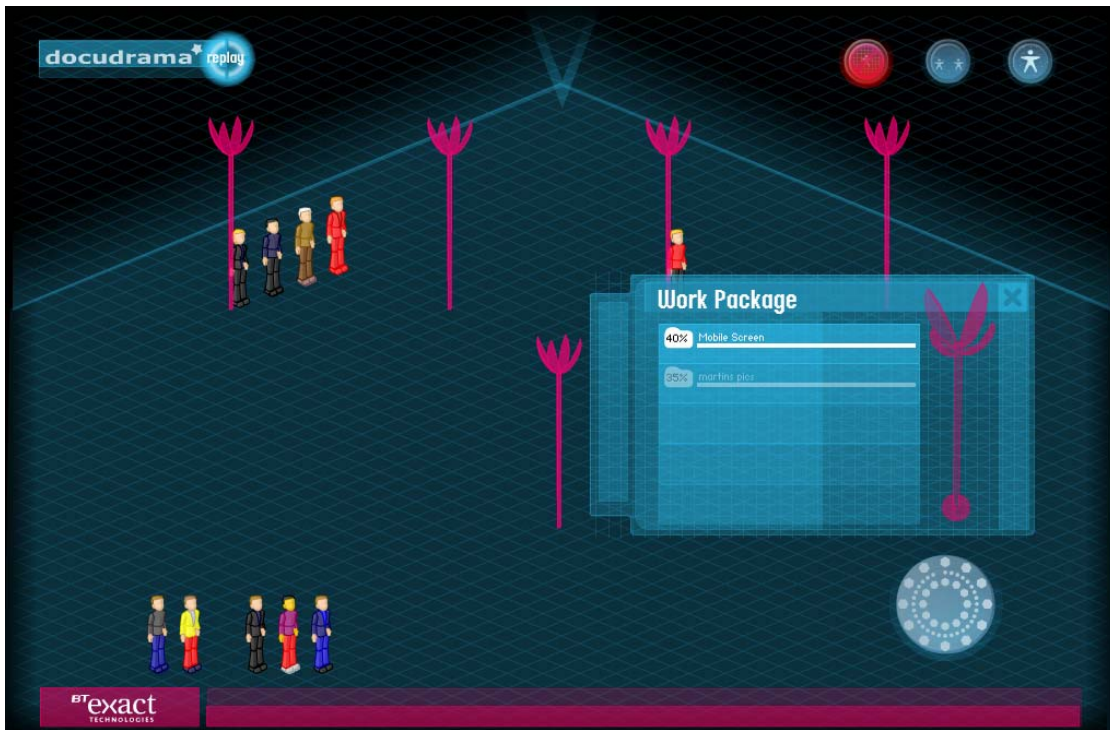 docudrama replay
Work Package
40% Mobile Screen
35% martins pics
BT exact
TECHNOLOGIES